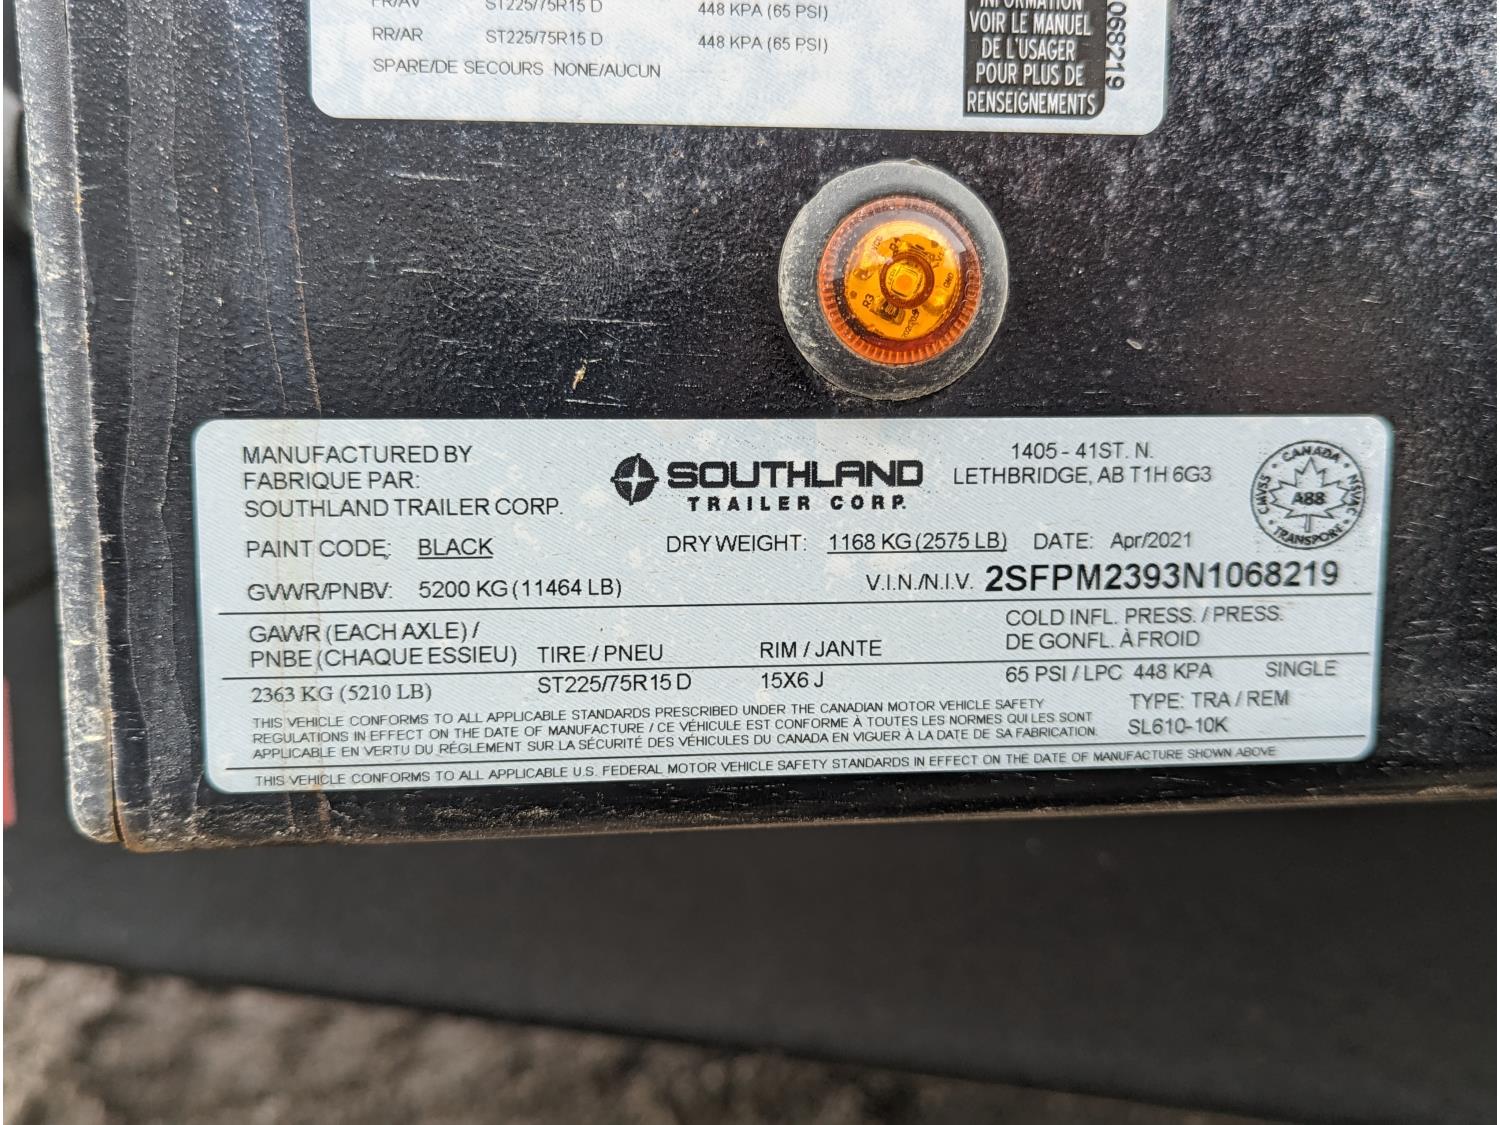 FR/AV ST225/75R15 D 448 KPA (65 PSI)
RR/AR ST225/75R15 D 448 KPA (65 PSI)
SPARE/DE SECOURS NONE/AUCUN
INFORMATION
VOIR LE MANUEL
DE L'USAGER
POUR PLUS DE
RENSEIGNEMENTS
068219
MANUFACTURED BY
FABRIQUE PAR:
SOUTHLAND TRAILER CORP.
SOUTHLAND
TRAILER CORP.
1405 - 41ST. N.
LETHBRIDGE, AB T1H 6G3
CANADA
CMVSS
NSVAC
A88
TRANSPORT
PAINT CODE: BLACK
DRY WEIGHT: 1168 KG (2575 LB) DATE: Apr/2021
GVWR/PNBV: 5200 KG (11464 LB)
V.I.N./N.I.V. 2SFPM2393N1068219
GAWR (EACH AXLE) /
PNBE (CHAQUE ESSIEU) TIRE / PNEU RIM / JANTE
COLD INFL. PRESS. / PRESS.
DE GONFL. À FROID
2363 KG (5210 LB) ST225/75R15 D 15X6 J 65 PSI / LPC 448 KPA SINGLE
THIS VEHICLE CONFORMS TO ALL APPLICABLE STANDARDS PRESCRIBED UNDER THE CANADIAN MOTOR VEHICLE SAFETY
REGULATIONS IN EFFECT ON THE DATE OF MANUFACTURE / CE VÉHICULE EST CONFORME À TOUTES LES NORMES QUI LES SONT
APPLICABLE EN VERTU DU RÉGLEMENT SUR LA SÉCURITÉ DES VÉHICULES DU CANADA EN VIGUER À LA DATE DE SA FABRICATION.
TYPE: TRA / REM
SL610-10K
THIS VEHICLE CONFORMS TO ALL APPLICABLE U.S. FEDERAL MOTOR VEHICLE SAFETY STANDARDS IN EFFECT ON THE DATE OF MANUFACTURE SHOWN ABOVE